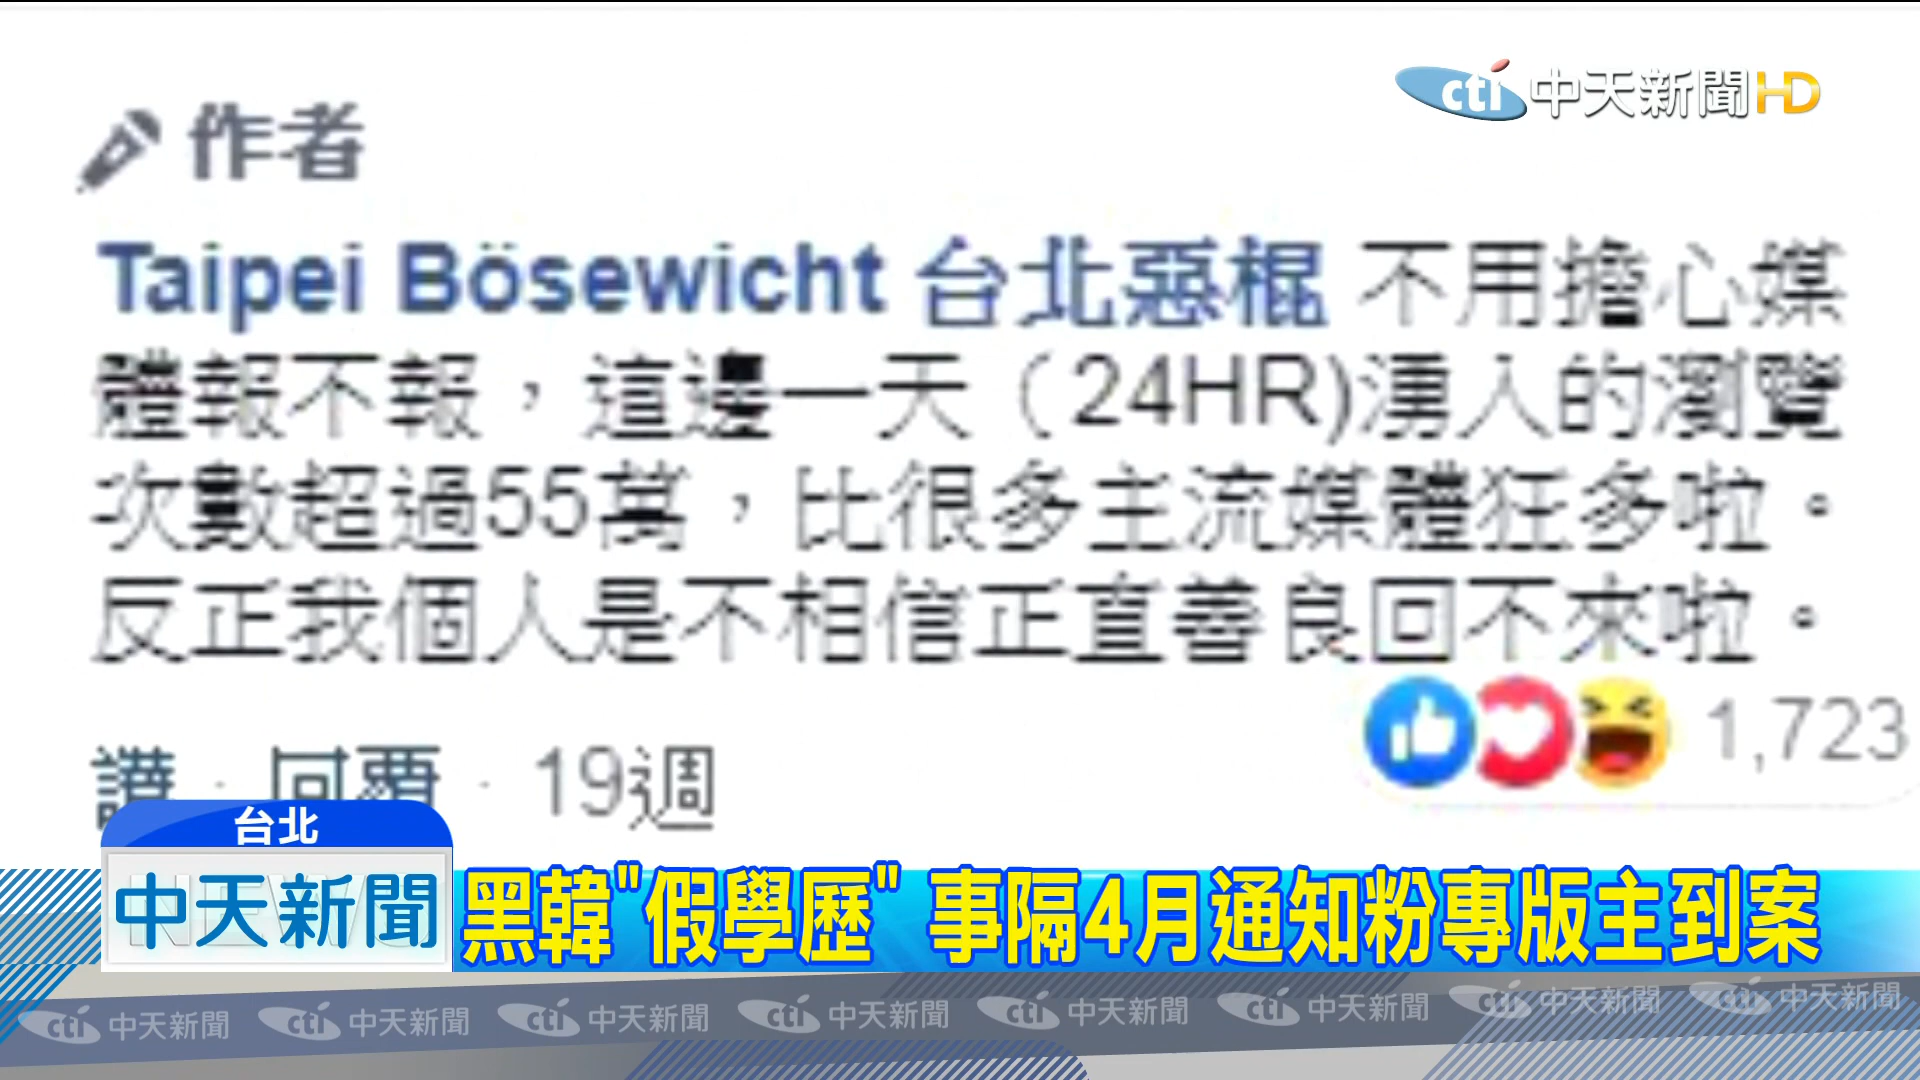 cti 中天新聞HD
作者
Taipei Bösewicht 台北惡棍 不用擔心媒
體報不報，這邊一天（24HR)湧入的瀏覽
次數超過55萬，比很多主流媒體狂多啦。
反正我個人是不相信正直善良回不來啦。
1,723
讚 · 回覆 · 19週
台北
中天新聞
黑韓"假學歷" 事隔4月通知粉專版主到案
cti 中天新聞 cti 中天新聞 cti 中天新聞 cti 中天新聞 cti 中天新聞 cti 中天新聞 cti 中天新聞 cti 中天新聞